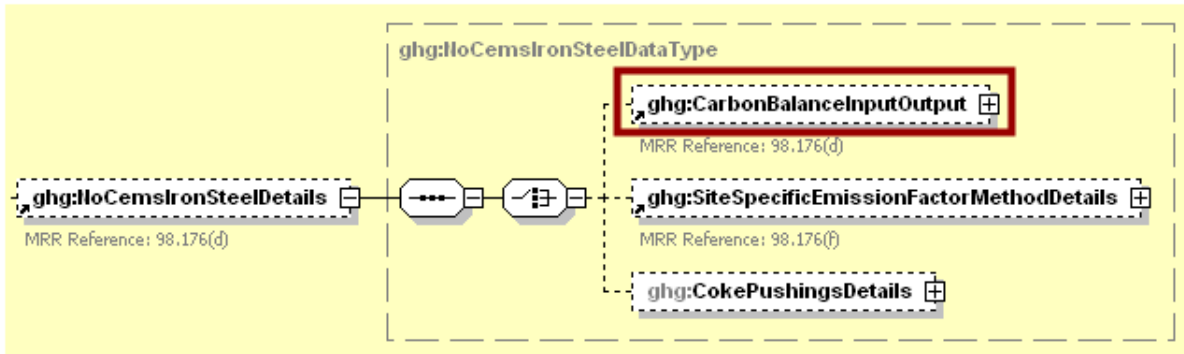 ghg:NoCemsIronSteelDataType
ghg:CarbonBalanceInputOutput
MRR Reference: 98.176(d)
ghg:NoCemsIronSteelDetails
MRR Reference: 98.176(d)
ghg:SiteSpecificEmissionFactorMethodDetails
MRR Reference: 98.176(f)
ghg:CokePushingsDetails